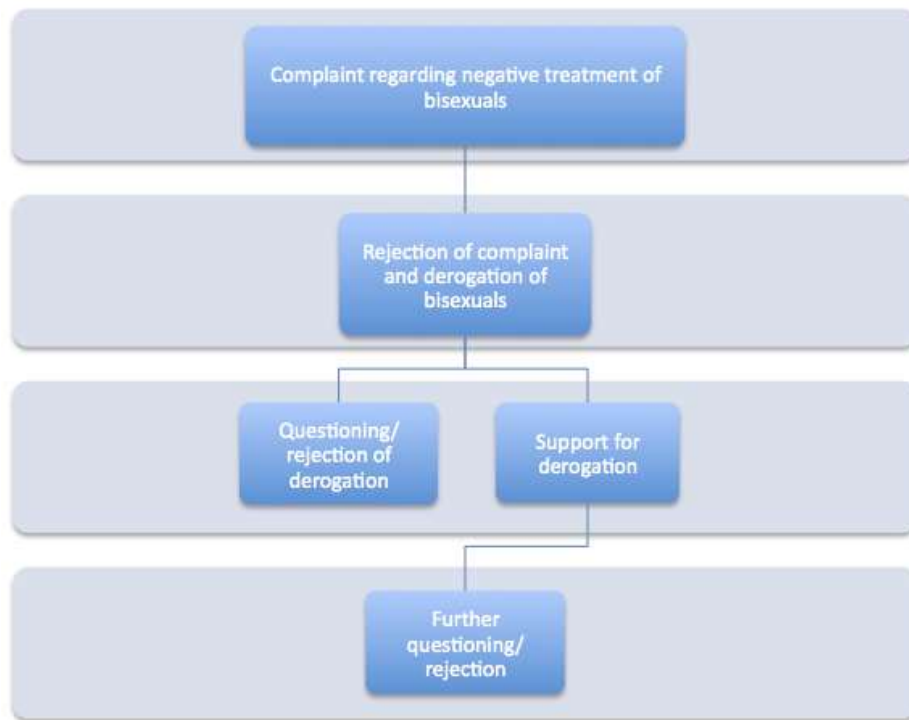 Complaint regarding negative treatment of
bisexuals
Rejection of complaint
and derogation of
bisexuals
Questioning/
rejection of
derogation
Support for
derogation
Further
questioning/
rejection